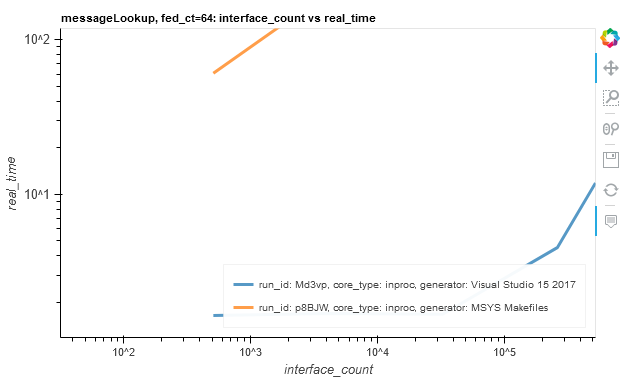 messageLookup, fed_ct=64: interface_count vs real_time
10^2
10^1
real_time
run_id: Md3vp, core_type: inproc, generator: Visual Studio 15 2017
run_id: p8BJW, core_type: inproc, generator: MSYS Makefiles
10^2 10^3 10^4 10^5
interface_count